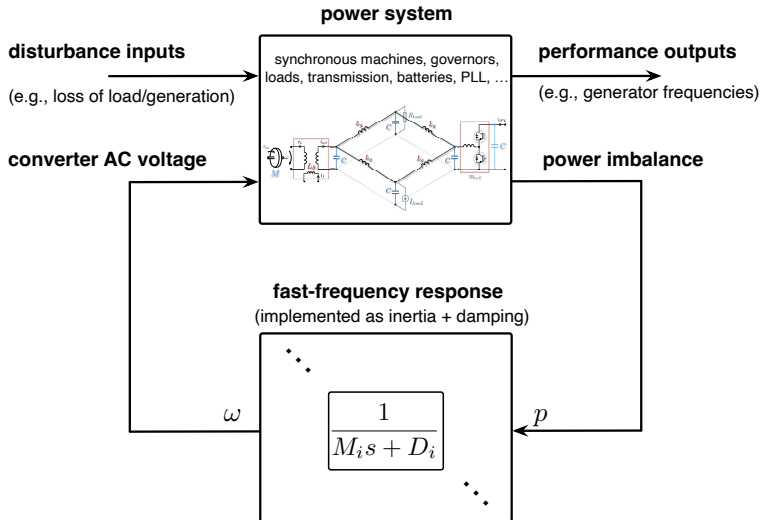 power system
disturbance inputs
(e.g., loss of load/generation)
synchronous machines, governors,
loads, transmission, batteries, PLL, …
performance outputs
(e.g., generator frequencies)
converter AC voltage
M
power imbalance
fast-frequency response
(implemented as inertia + damping)
ω
1
M_i s + D_i
p